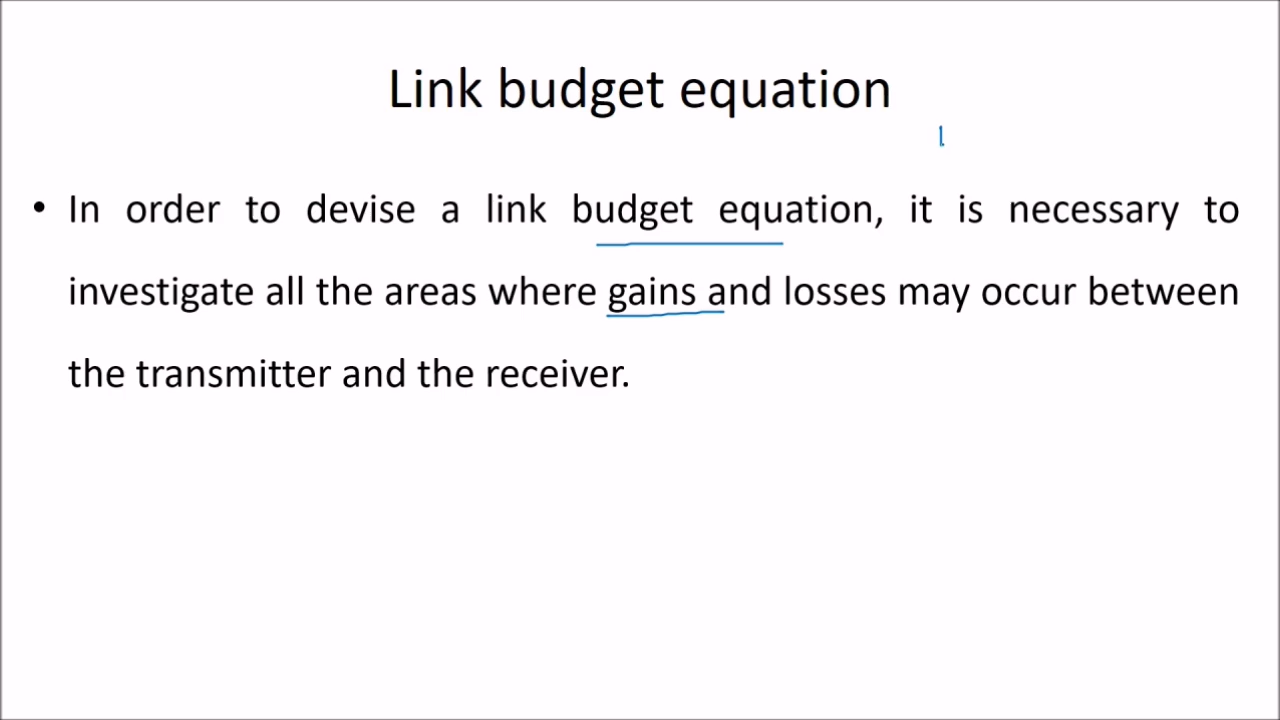 Link budget equation
• In order to devise a link budget equation, it is necessary to
investigate all the areas where gains and losses may occur between
the transmitter and the receiver.